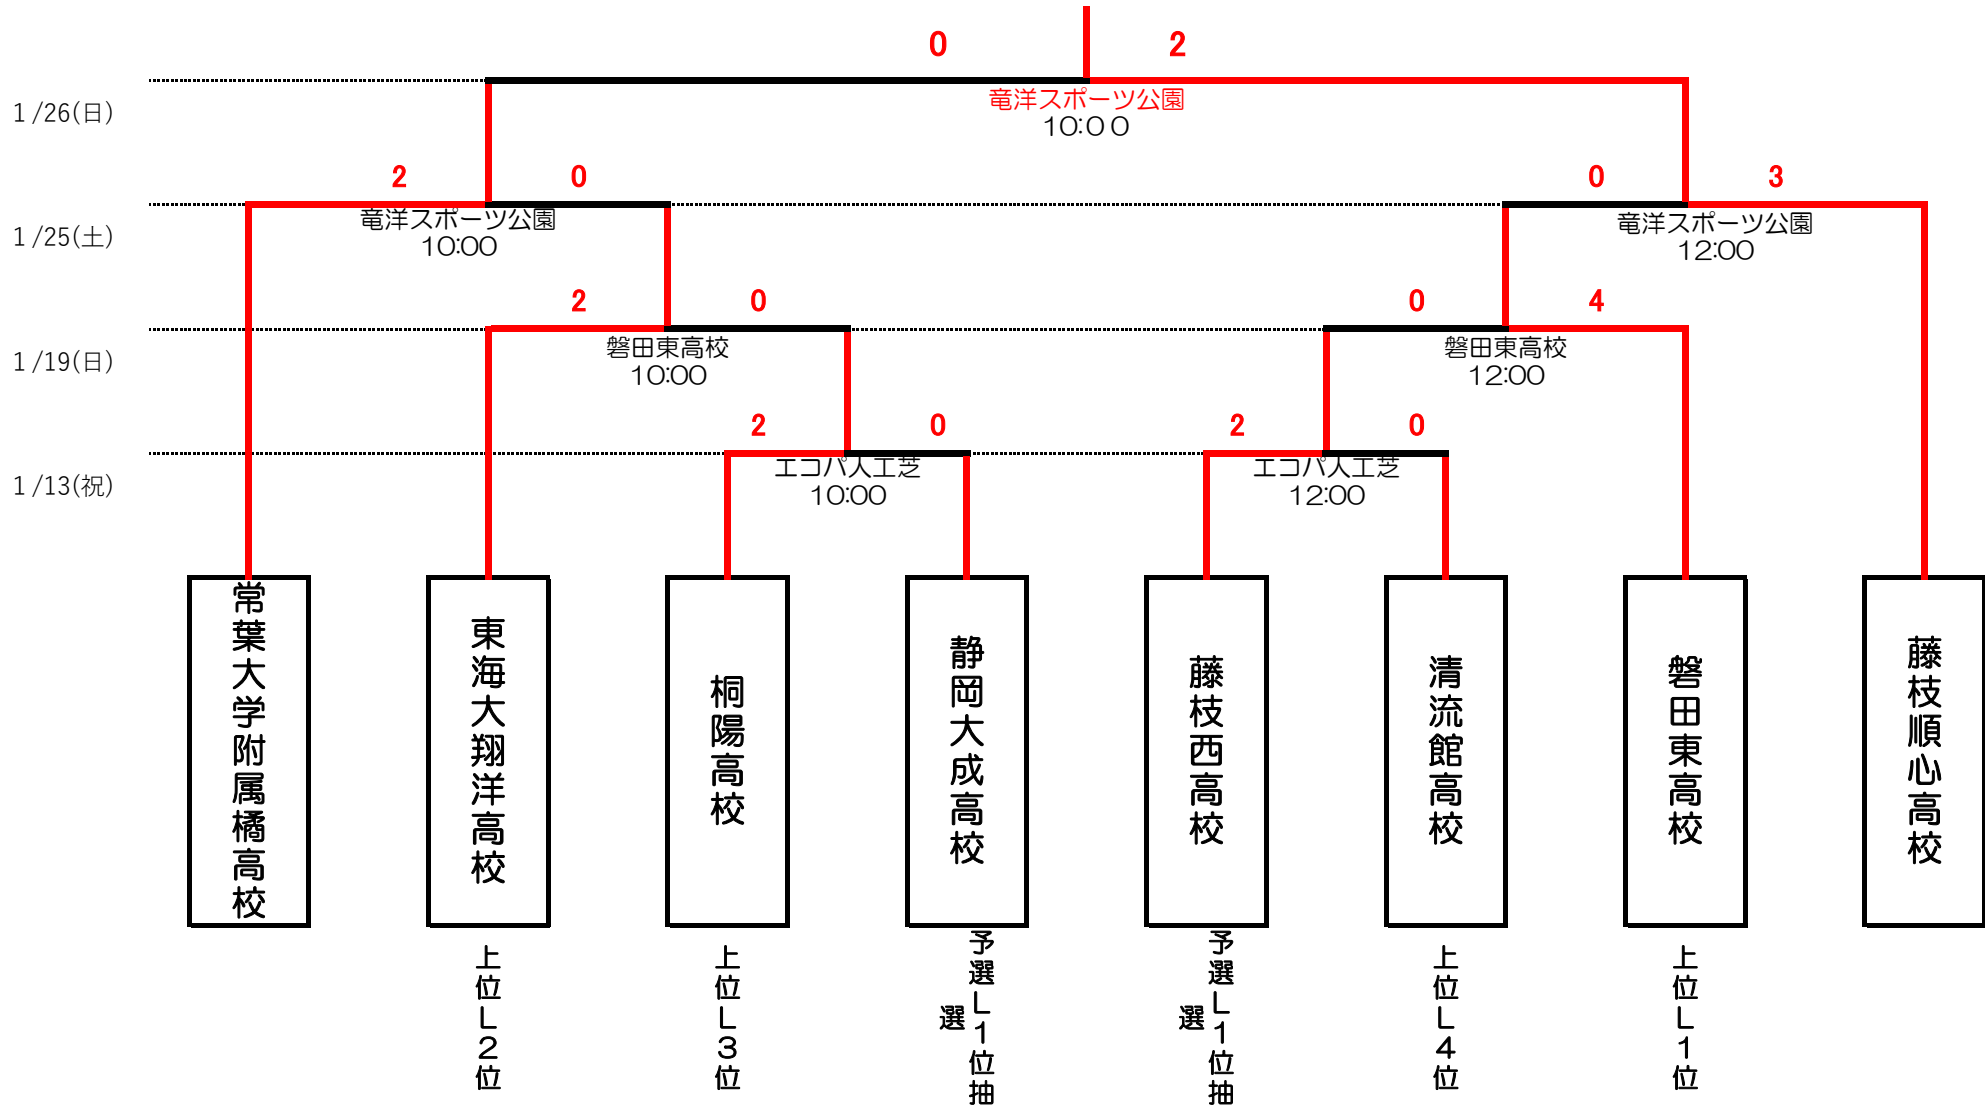 0
2
竜洋スポーツ公園
10:00
1/26(日)
2
0
0
3
竜洋スポーツ公園
10:00
竜洋スポーツ公園
12:00
1/25(土)
2
0
0
4
磐田東高校
10:00
磐田東高校
12:00
1/19(日)
2
0
2
0
エコパ人工芝
10:00
エコパ人工芝
12:00
1/13(祝)
常葉大学附属橘高校
東海大翔洋高校
桐陽高校
静岡大成高校
藤枝西高校
清流館高校
磐田東高校
藤枝順心高校
上位L2位
上位L3位
予選L1位抽
選
予選L1位抽
選
上位L4位
上位L1位